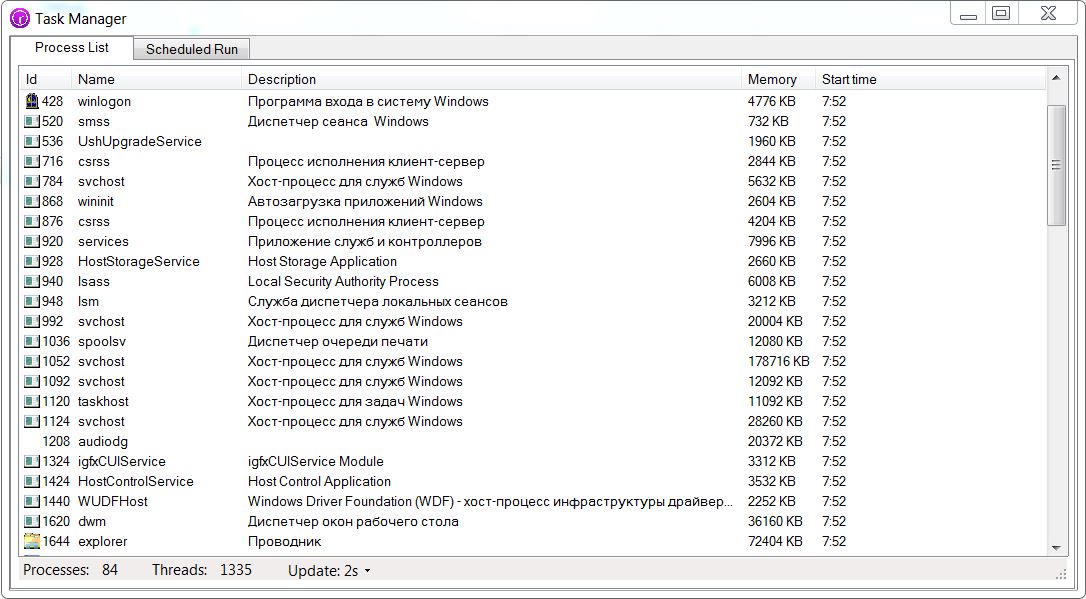 Task Manager
Process List Scheduled Run
Id Name Description Memory Start time
428 winlogon Программа входа в систему Windows 4776 KB 7:52
520 smss Диспетчер сеанса Windows 732 KB 7:52
536 UshUpgradeService 1960 KB 7:52
716 csrss Процесс исполнения клиент-сервер 2844 KB 7:52
784 svchost Хост-процесс для служб Windows 5632 KB 7:52
868 wininit Автозагрузка приложений Windows 2604 KB 7:52
876 csrss Процесс исполнения клиент-сервер 4204 KB 7:52
920 services Приложение служб и контроллеров 7996 KB 7:52
928 HostStorageService Host Storage Application 2660 KB 7:52
940 lsass Local Security Authority Process 6008 KB 7:52
948 lsm Служба диспетчера локальных сеансов 3212 KB 7:52
992 svchost Хост-процесс для служб Windows 20004 KB 7:52
1036 spoolsv Диспетчер очереди печати 12080 KB 7:52
1052 svchost Хост-процесс для служб Windows 178716 KB 7:52
1092 svchost Хост-процесс для служб Windows 12092 KB 7:52
1120 taskhost Хост-процесс для задач Windows 11092 KB 7:52
1124 svchost Хост-процесс для служб Windows 28260 KB 7:52
1208 audiodg 20372 KB 7:52
1324 igfxCUIService igfxCUIService Module 3312 KB 7:52
1424 HostControlService Host Control Application 3532 KB 7:52
1440 WUDFHost Windows Driver Foundation (WDF) - хост-процесс инфраструктуры драйвер... 2252 KB 7:52
1620 dwm Диспетчер окон рабочего стола 36160 KB 7:52
1644 explorer Проводник 72404 KB 7:52
Processes: 84 Threads: 1335 Update: 2s